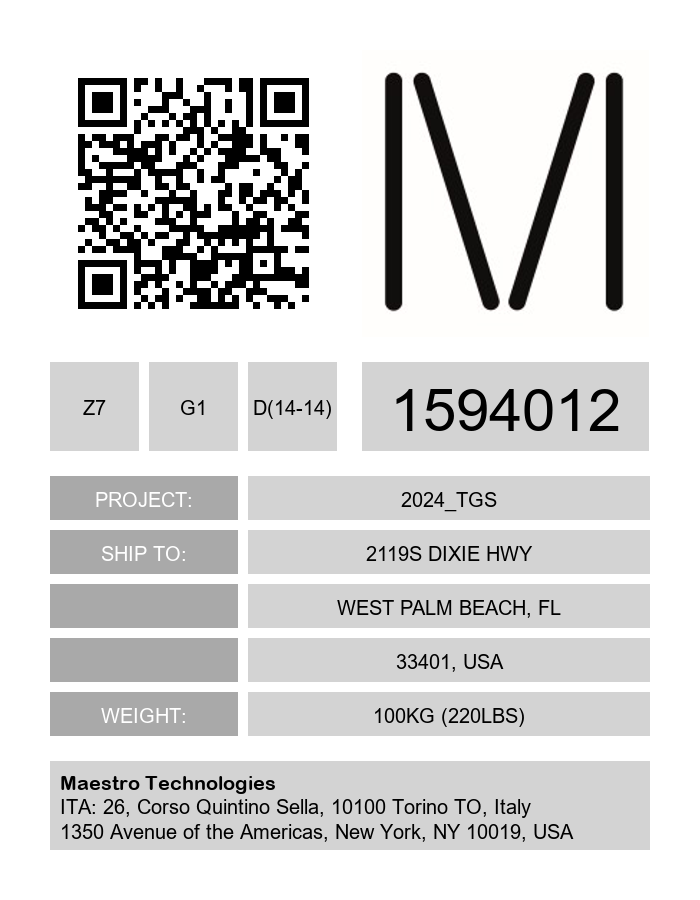 M
Z7 G1 D(14-14) 1594012
PROJECT: 2024_TGS
SHIP TO: 2119S DIXIE HWY
WEST PALM BEACH, FL
33401, USA
WEIGHT: 100KG (220LBS)
Maestro Technologies
ITA: 26, Corso Quintino Sella, 10100 Torino TO, Italy
1350 Avenue of the Americas, New York, NY 10019, USA